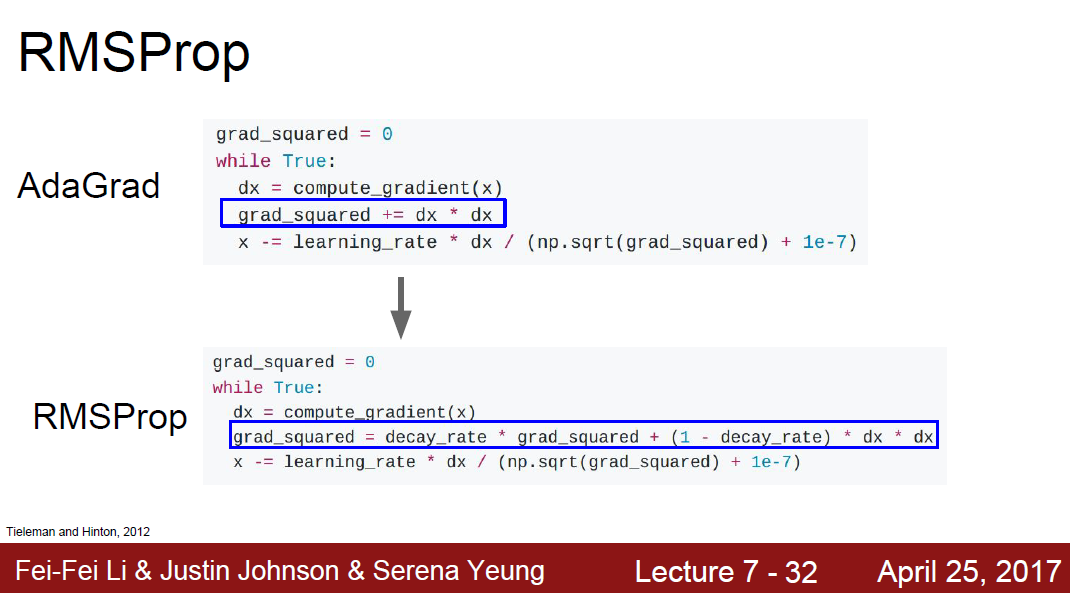 RMSProp
AdaGrad
grad_squared = 0
while True:
dx = compute_gradient(x)
grad_squared += dx * dx
x -= learning_rate * dx / (np.sqrt(grad_squared) + 1e-7)
RMSProp
grad_squared = 0
while True:
dx = compute_gradient(x)
grad_squared = decay_rate * grad_squared + (1 - decay_rate) * dx * dx
x -= learning_rate * dx / (np.sqrt(grad_squared) + 1e-7)
Tieleman and Hinton, 2012
Fei-Fei Li & Justin Johnson & Serena Yeung Lecture 7 - 32 April 25, 2017